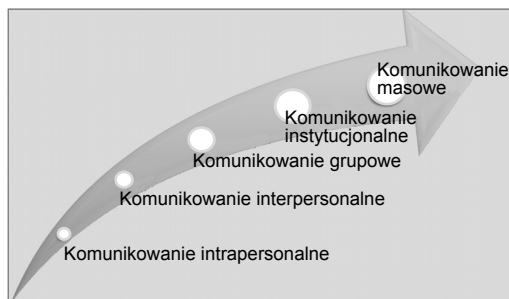 Komunikowanie
masowe
Komunikowanie
instytucjonalne
Komunikowanie grupowe
Komunikowanie interpersonalne
Komunikowanie intrapersonalne